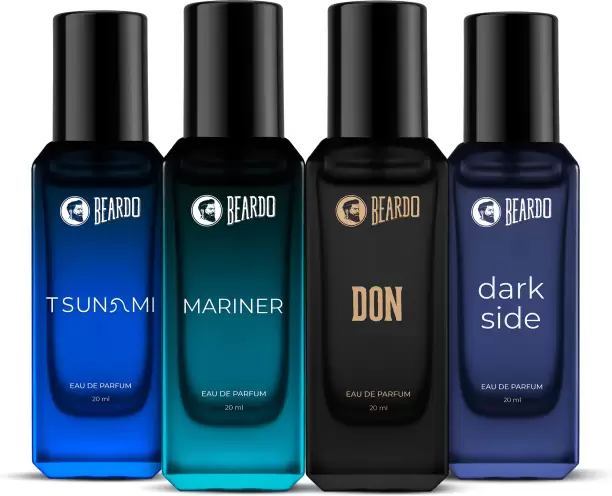 BEARDO
TSUNAMI
EAU DE PARFUM
20 ml
BEARDO
MARINER
EAU DE PARFUM
20 ml
BEARDO
DON
EAU DE PARFUM
20 ml
BEARDO
dark
side
EAU DE PARFUM
20 ml